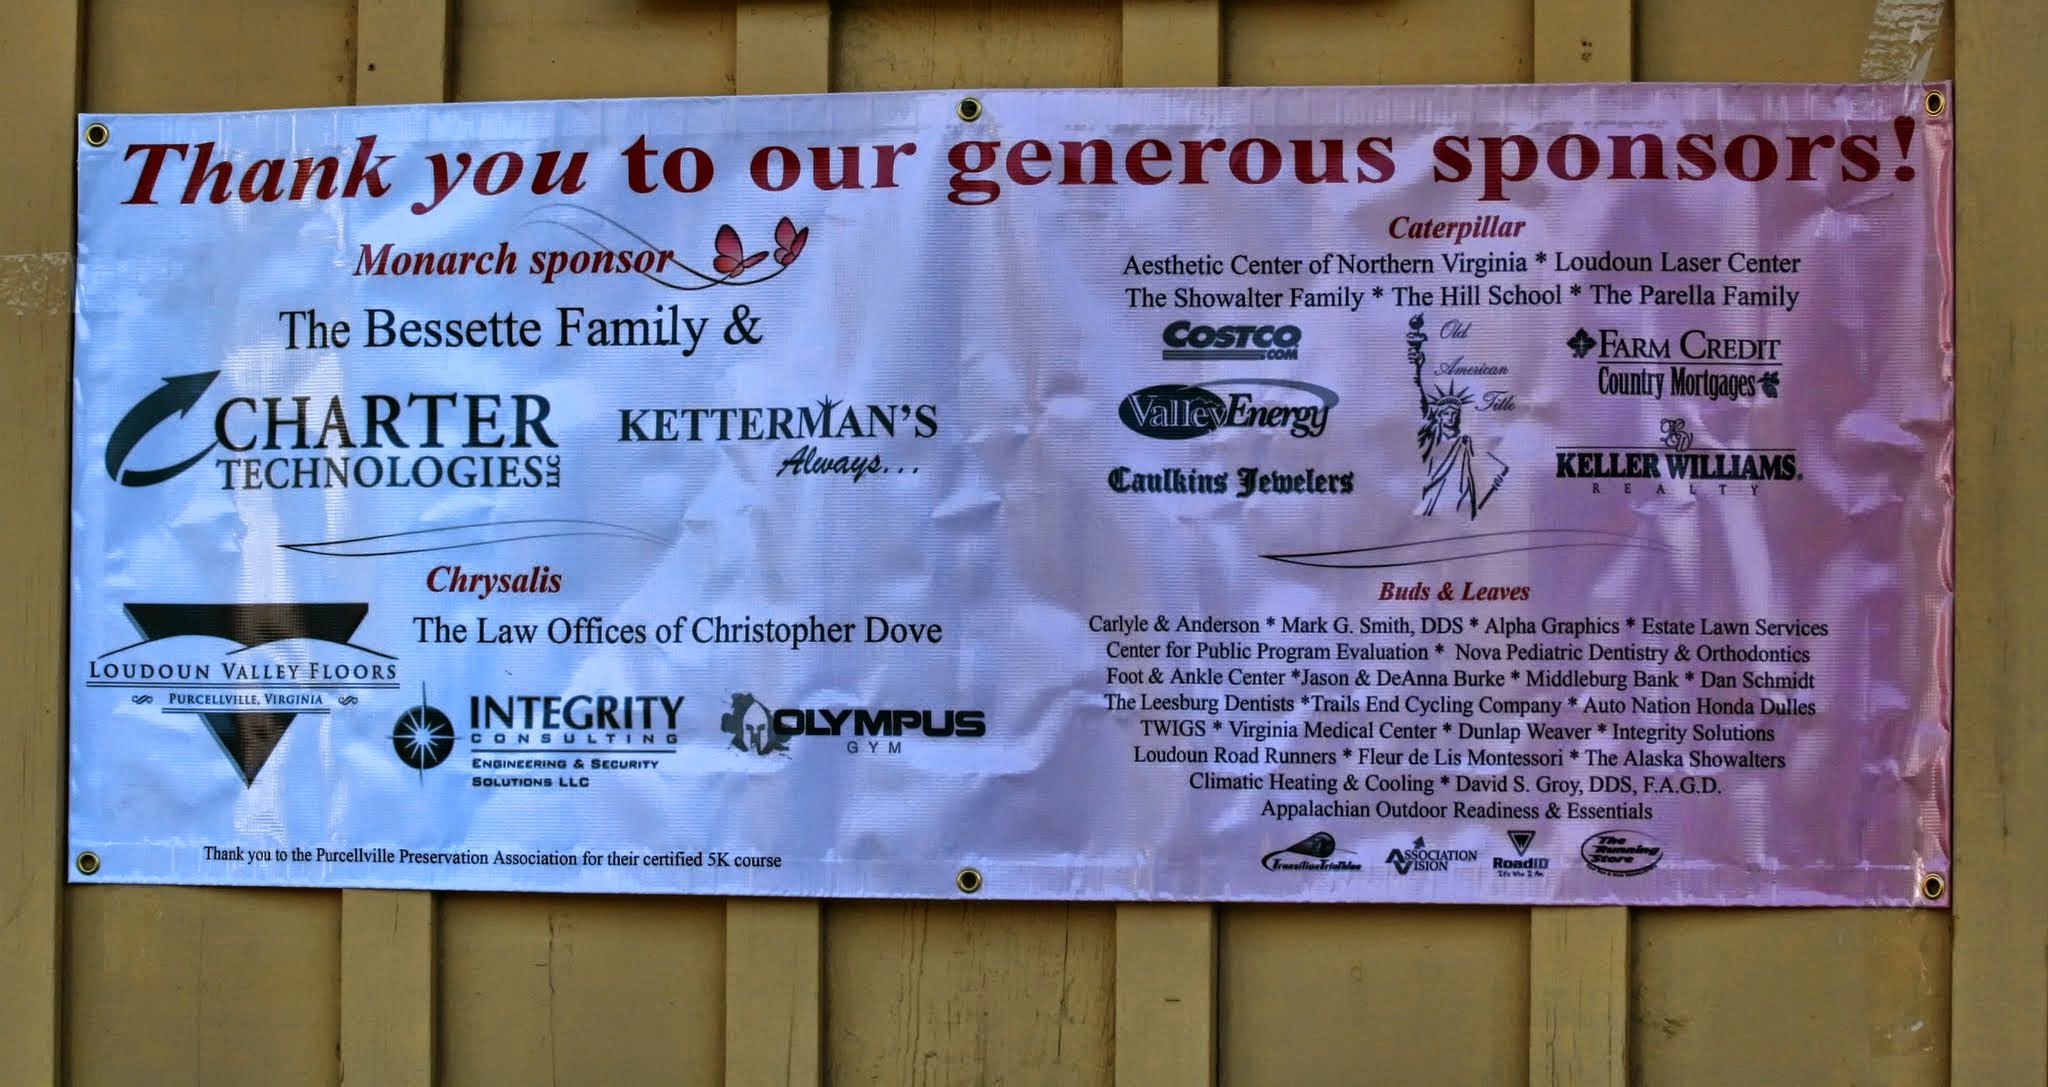 Thank you to our generous sponsors!
Monarch sponsor
The Bessette Family &
CHARTER
TECHNOLOGIES LLC
KETTERMAN'S
Always...
Chrysalis
LOUDOUN VALLEY FLOORS
PURCELLVILLE, VIRGINIA
The Law Offices of Christopher Dove
INTEGRITY
CONSULTING
ENGINEERING & SECURITY
SOLUTIONS LLC
OLYMPUS
GYM
Thank you to the Purcellville Preservation Association for their certified 5K course
Caterpillar
Aesthetic Center of Northern Virginia * Loudoun Laser Center
The Showalter Family * The Hill School * The Parella Family
COSTCO
.COM
Valley Energy
Caulkins Jewelers
Old
American
Title
FARM CREDIT
Country Mortgages
KW
KELLER WILLIAMS.
REALTY
Buds & Leaves
Carlyle & Anderson * Mark G. Smith, DDS * Alpha Graphics * Estate Lawn Services
Center for Public Program Evaluation * Nova Pediatric Dentistry & Orthodontics
Foot & Ankle Center *Jason & DeAnna Burke * Middleburg Bank * Dan Schmidt
The Leesburg Dentists *Trails End Cycling Company * Auto Nation Honda Dulles
TWIGS * Virginia Medical Center * Dunlap Weaver * Integrity Solutions
Loudoun Road Runners * Fleur de Lis Montessori * The Alaska Showalters
Climatic Heating & Cooling * David S. Groy, DDS, F.A.G.D.
Appalachian Outdoor Readiness & Essentials
TransitionTriathlon
ASSOCIATION
VISION
RoadID
It's Who I Am.
The
Running
Store